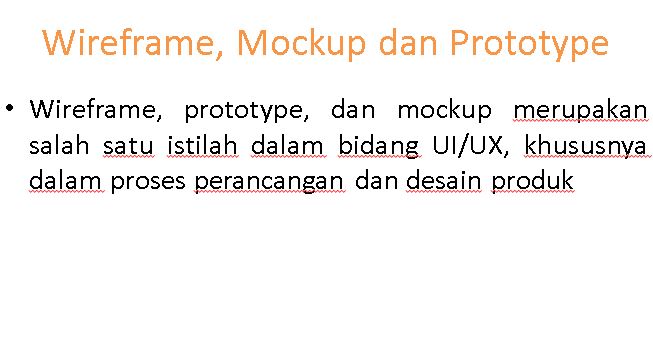 Wireframe, Mockup dan Prototype
• Wireframe, prototype, dan mockup merupakan
salah satu istilah dalam bidang UI/UX, khususnya
dalam proses perancangan dan desain produk